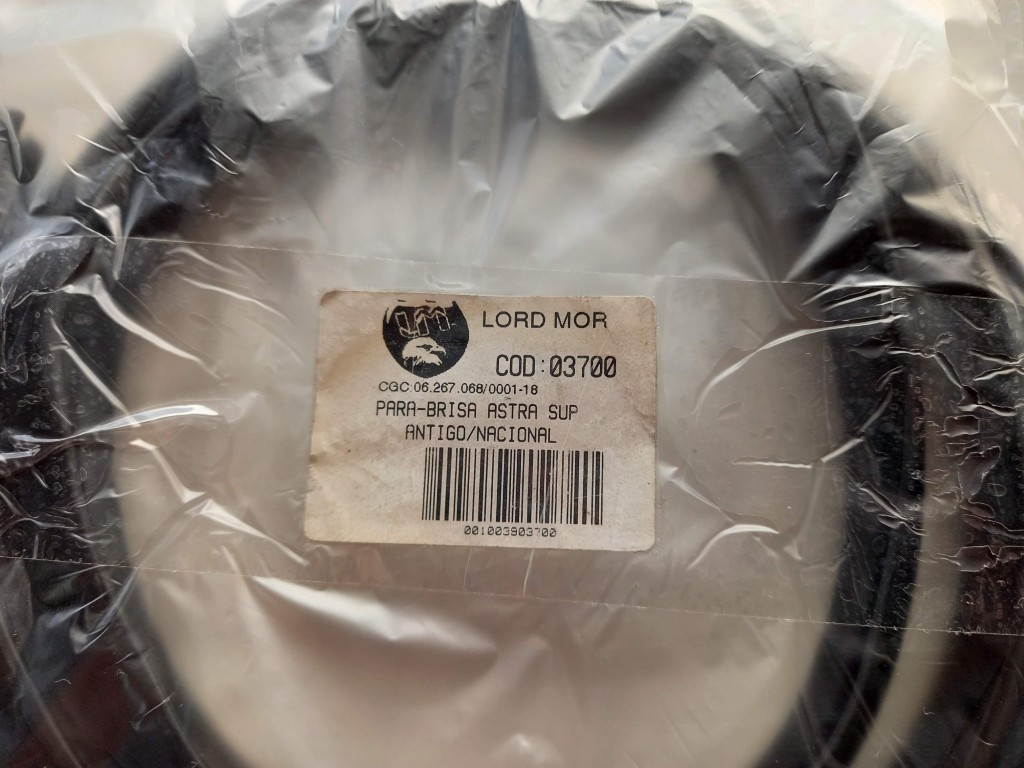 LORD MOR
COD:03700
CGC 06.267.068/0001-18
PARA-BRISA ASTRA SUP
ANTIGO/NACIONAL
001003903700